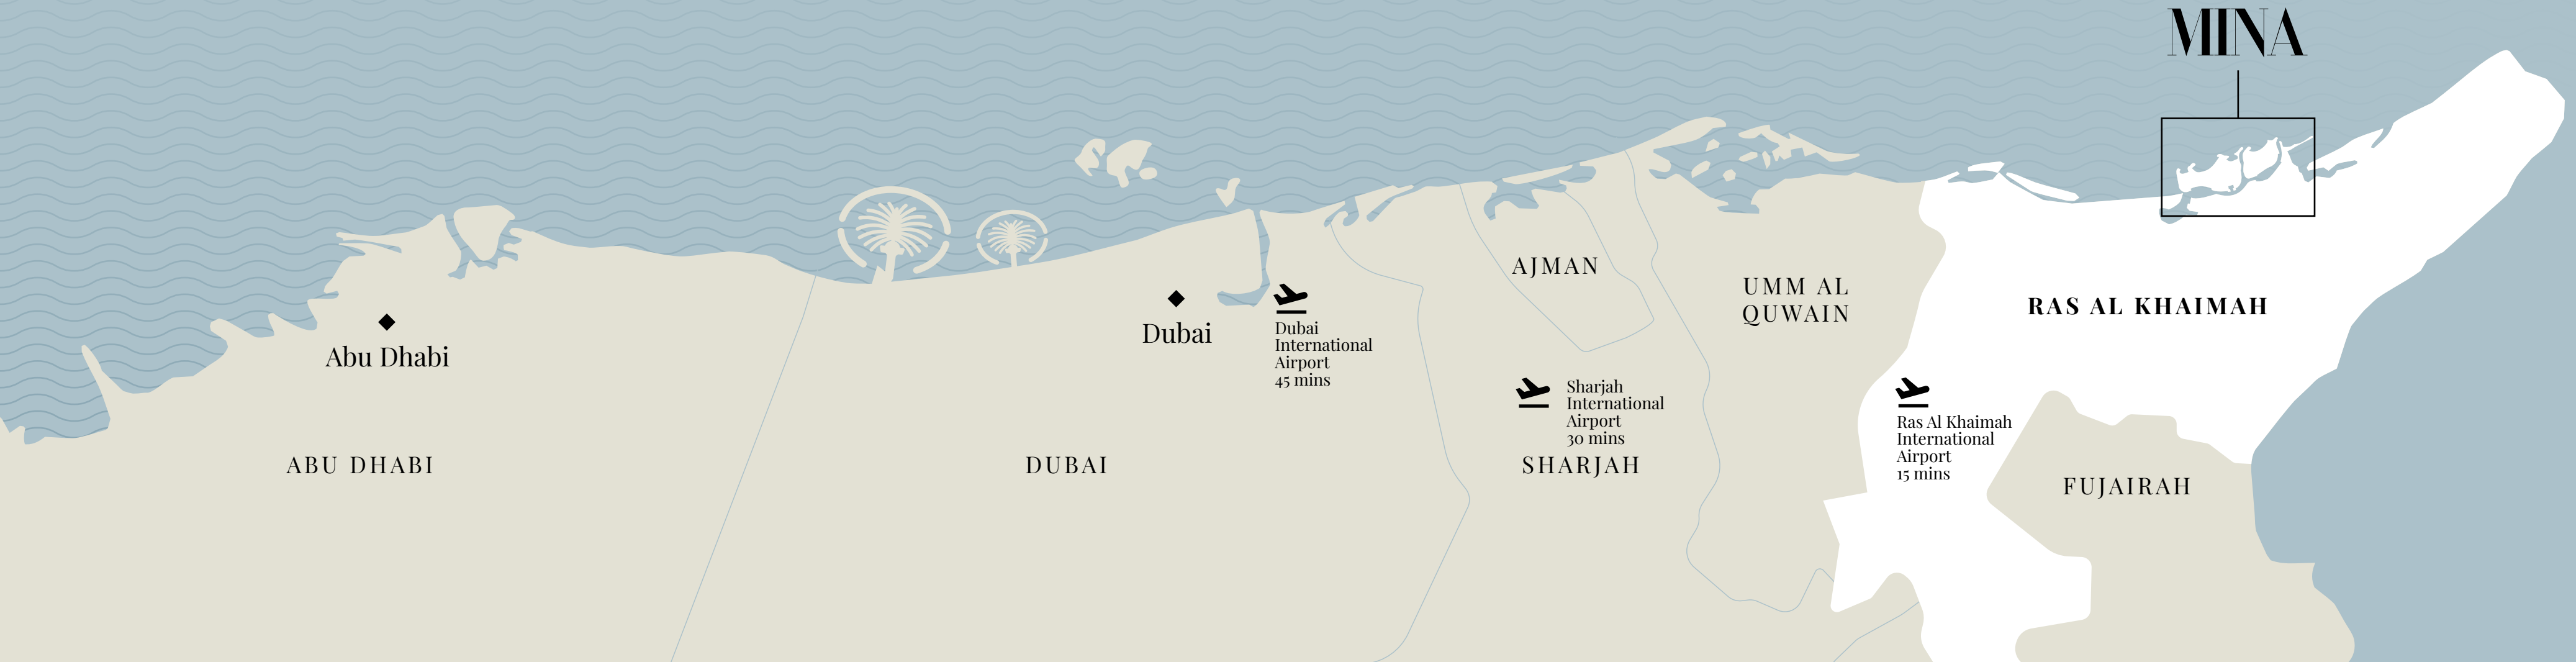 MINA
Abu Dhabi
ABU DHABI
Dubai
Dubai
International
Airport
45 mins
DUBAI
AJMAN
Sharjah
International
Airport
30 mins
SHARJAH
UMM AL
QUWAIN
RAS AL KHAIMAH
Ras Al Khaimah
International
Airport
15 mins
FUJAIRAH